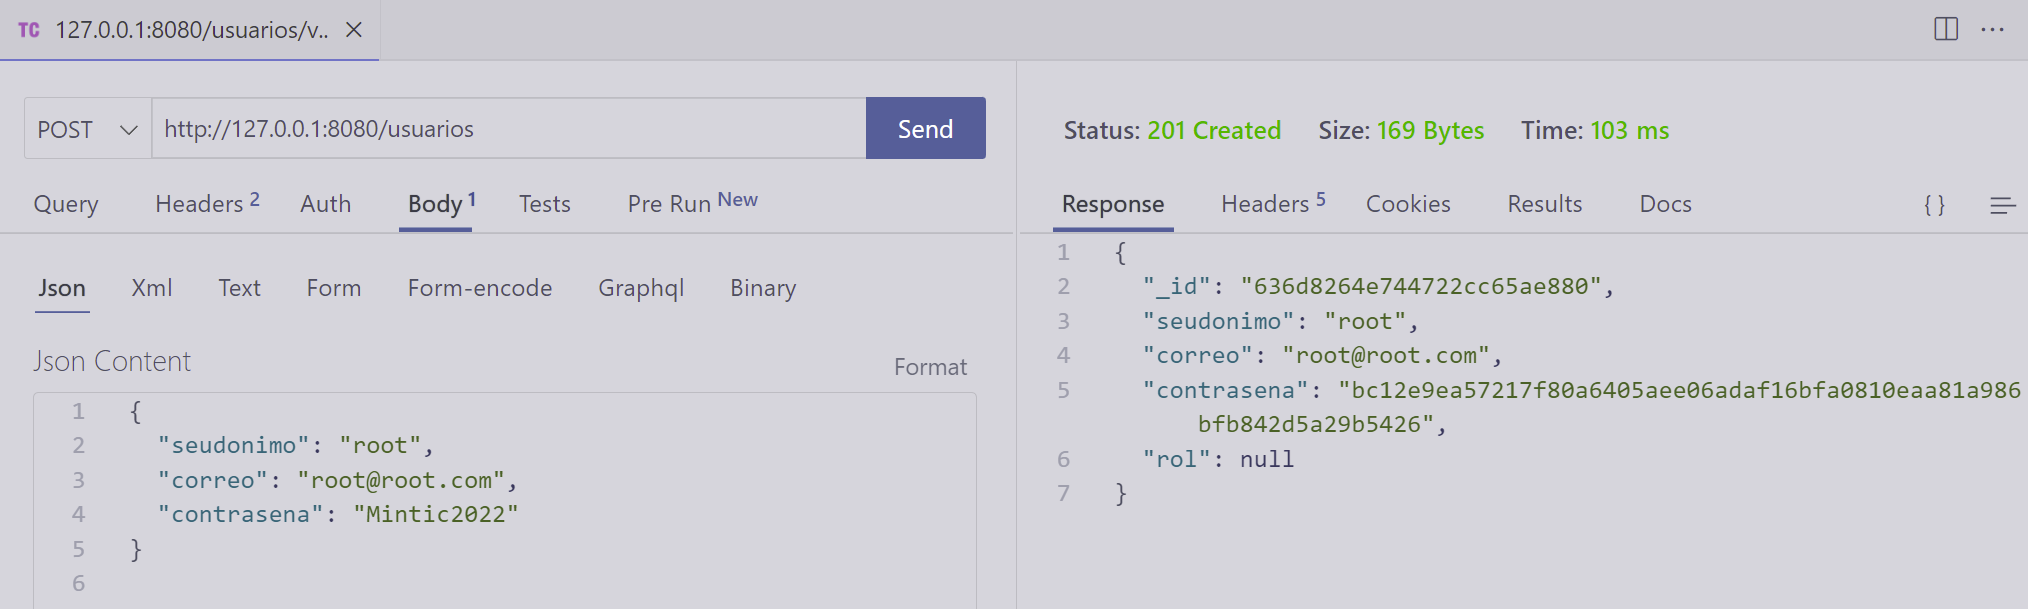 TC 127.0.0.1:8080/usuarios/v..
POST http://127.0.0.1:8080/usuarios Send
Query Headers 2 Auth Body 1 Tests Pre Run New
Json Xml Text Form Form-encode Graphql Binary
Json Content Format
1 {
2 "seudonimo": "root",
3 "correo": "root@root.com",
4 "contrasena": "Mintic2022"
5 }
6
Status: 201 Created Size: 169 Bytes Time: 103 ms
Response Headers 5 Cookies Results Docs { }
1 {
2 "_id": "636d8264e744722cc65ae880",
3 "seudonimo": "root",
4 "correo": "root@root.com",
5 "contrasena": "bc12e9ea57217f80a6405aee06adaf16bfa0810eaa81a986
bfb842d5a29b5426",
6 "rol": null
7 }